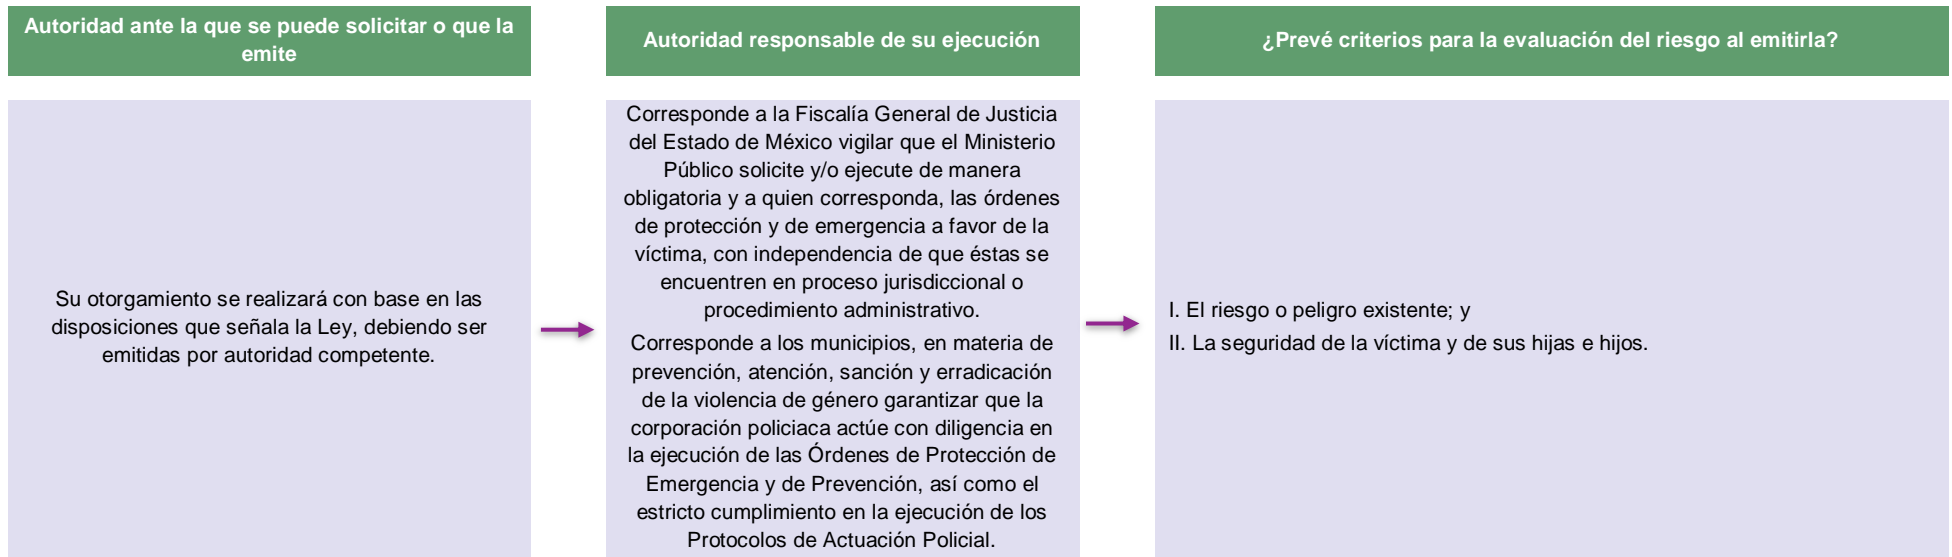 Autoridad ante la que se puede solicitar o que la
emite
Autoridad responsable de su ejecución
¿Prevé criterios para la evaluación del riesgo al emitirla?
Su otorgamiento se realizará con base en las
disposiciones que señala la Ley, debiendo ser
emitidas por autoridad competente.
Corresponde a la Fiscalía General de Justicia
del Estado de México vigilar que el Ministerio
Público solicite y/o ejecute de manera
obligatoria y a quien corresponda, las órdenes
de protección y de emergencia a favor de la
víctima, con independencia de que éstas se
encuentren en proceso jurisdiccional o
procedimiento administrativo.
Corresponde a los municipios, en materia de
prevención, atención, sanción y erradicación
de la violencia de género garantizar que la
corporación policiaca actúe con diligencia en
la ejecución de las Órdenes de Protección de
Emergencia y de Prevención, así como el
estricto cumplimiento en la ejecución de los
Protocolos de Actuación Policial.
I. El riesgo o peligro existente; y
II. La seguridad de la víctima y de sus hijas e hijos.